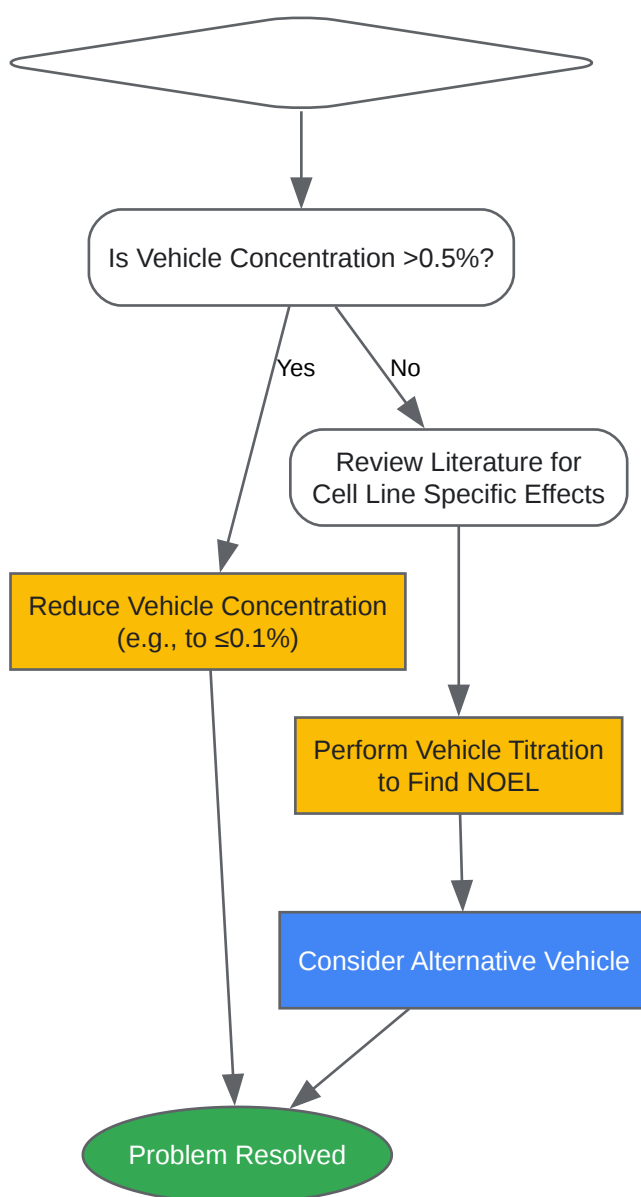 Is Vehicle Concentration >0.5%?
Yes
No
Review Literature for
Cell Line Specific Effects
Reduce Vehicle Concentration
(e.g., to ≤0.1%)
Perform Vehicle Titration
to Find NOEL
Consider Alternative Vehicle
Problem Resolved